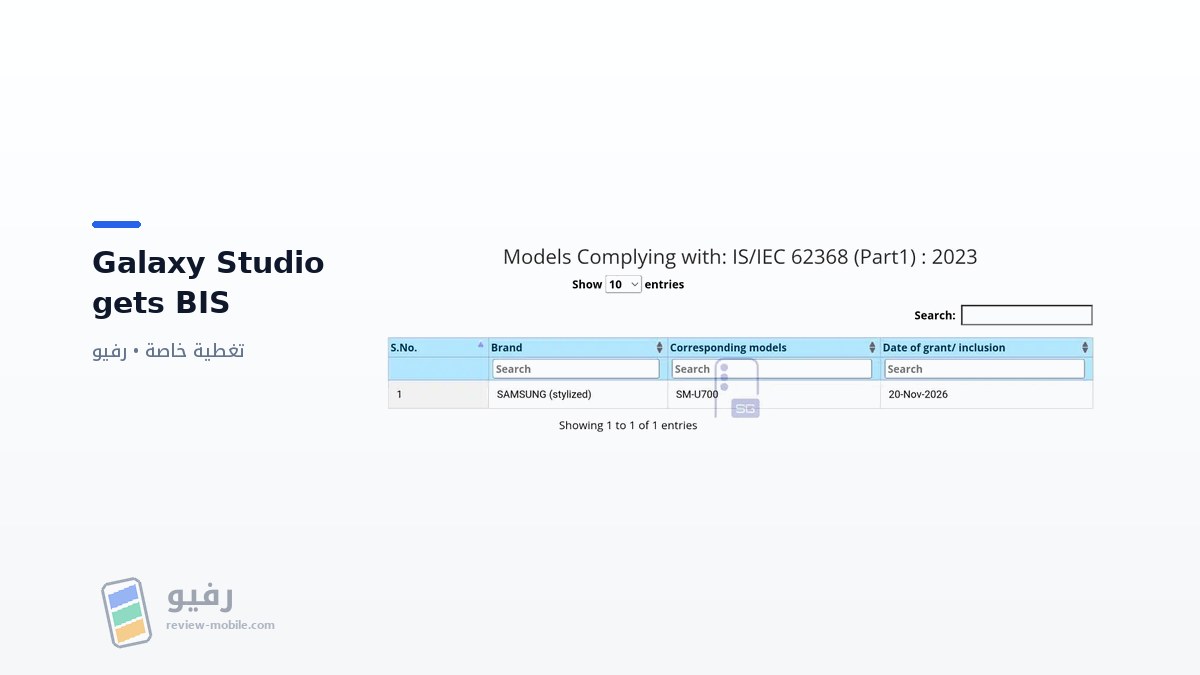 Galaxy Studio
gets BIS
تغطية خاصة • رفيو
Models Complying with: IS/IEC 62368 (Part1) : 2023
Show 10 entries
Search:
S.No. Brand Corresponding models Date of grant/ inclusion
Search Search Search
1 SAMSUNG (stylized) SM-U700 20-Nov-2026
SG
Showing 1 to 1 of 1 entries
رفيو
review-mobile.com